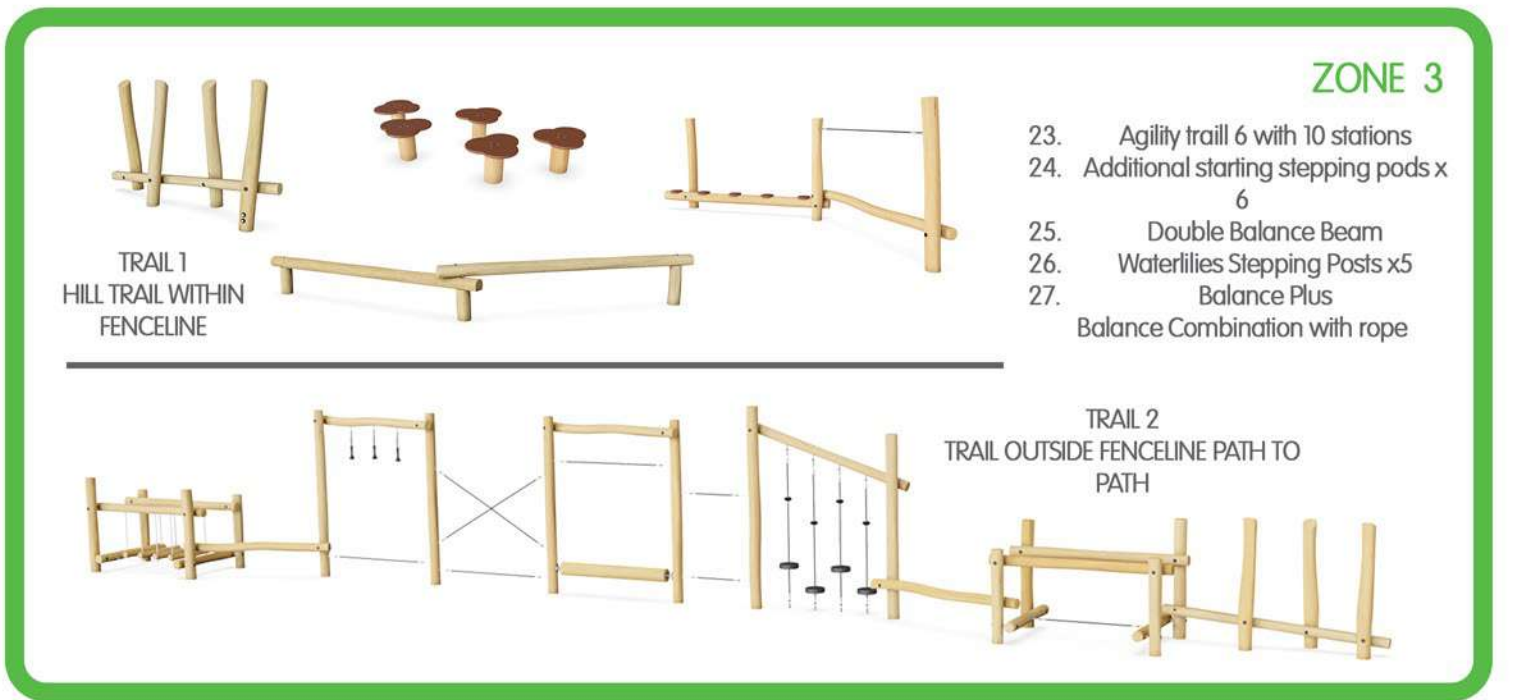 ZONE 3
23. Agility traill 6 with 10 stations
24. Additional starting stepping pods x
6
25. Double Balance Beam
26. Waterlilies Stepping Posts x5
27. Balance Plus
Balance Combination with rope
TRAIL 1
HILL TRAIL WITHIN
FENCELINE
TRAIL 2
TRAIL OUTSIDE FENCELINE PATH TO
PATH